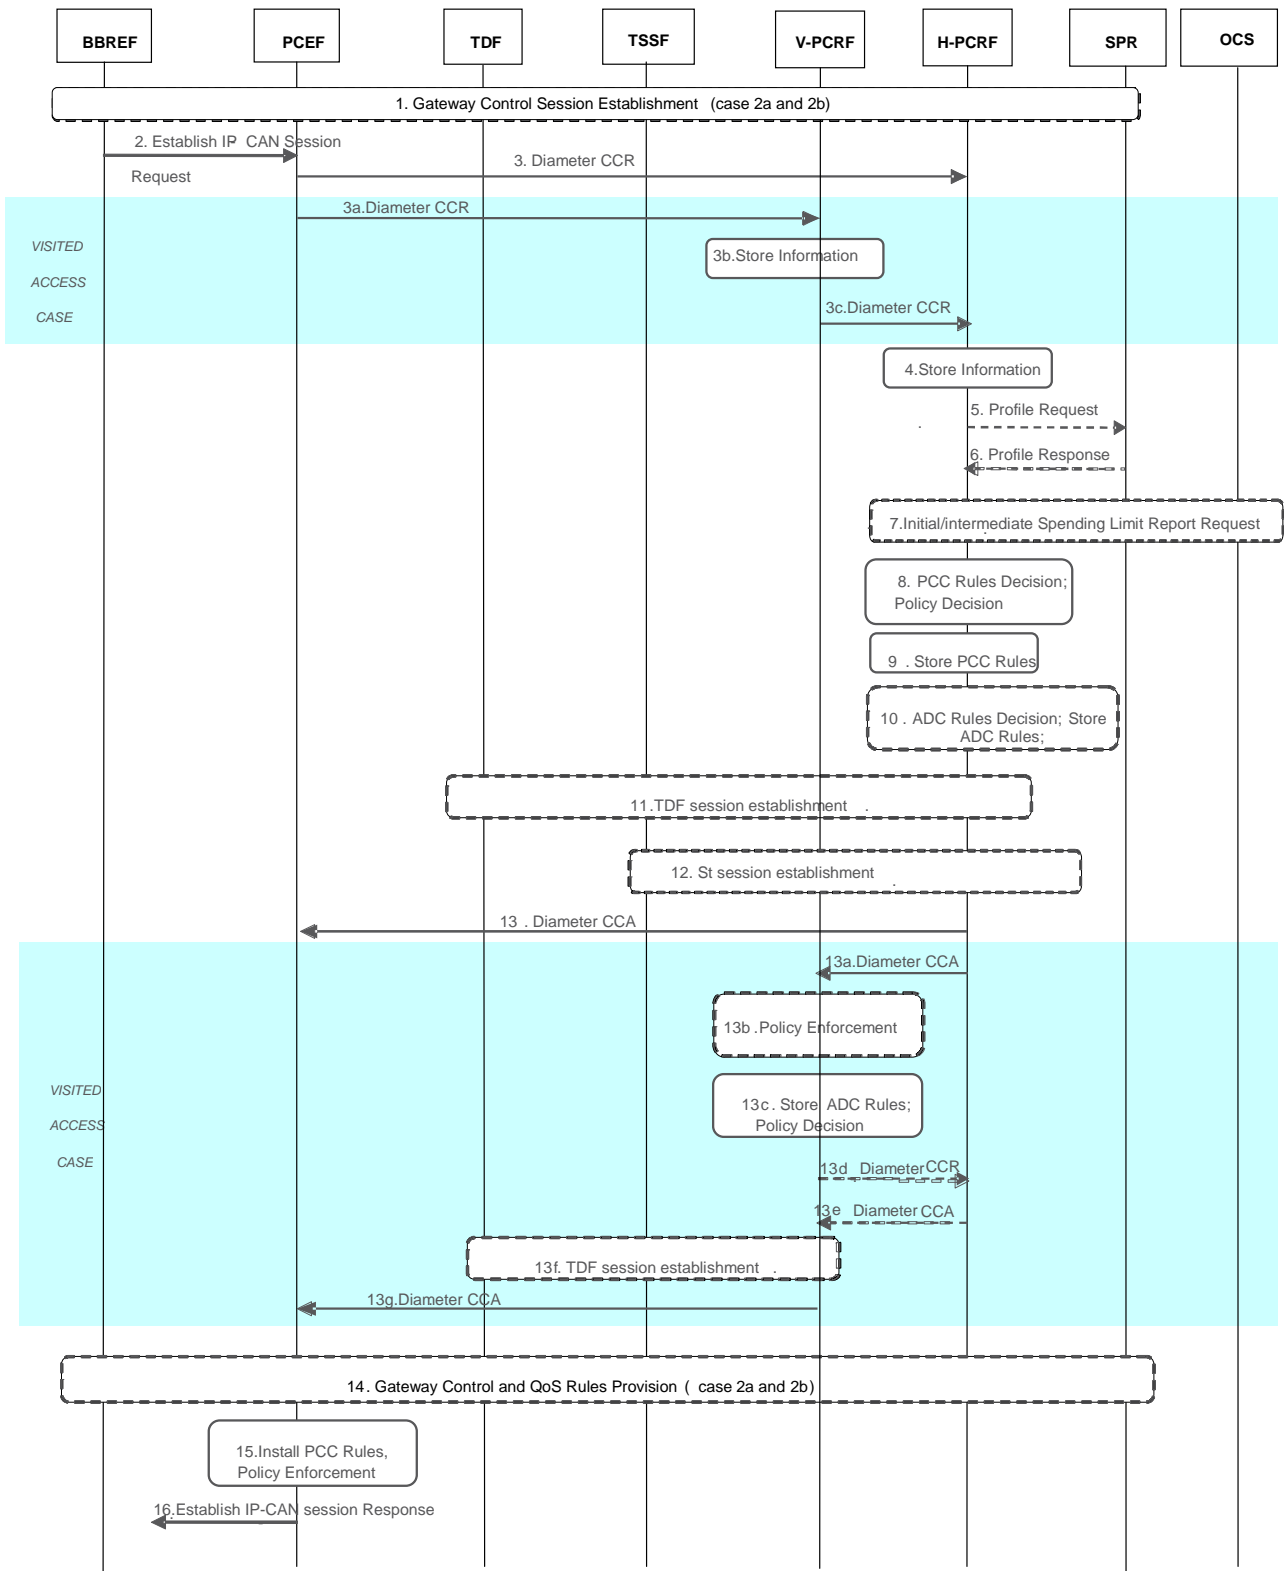 BBREF PCEF TDF TSSF V-PCRF H-PCRF SPR OCS
1. Gateway Control Session Establishment (case 2a and 2b)
2. Establish IP CAN Session
Request
3. Diameter CCR
3a.Diameter CCR
VISITED
ACCESS
CASE
3b.Store Information
3c.Diameter CCR
4.Store Information
5. Profile Request
6. Profile Response
7.Initial/intermediate Spending Limit Report Request
8. PCC Rules Decision;
Policy Decision
9 . Store PCC Rules
10 . ADC Rules Decision; Store
ADC Rules;
11.TDF session establishment .
12. St session establishment .
13 . Diameter CCA
13a.Diameter CCA
13b .Policy Enforcement
VISITED
ACCESS
CASE
13c . Store ADC Rules;
Policy Decision
13d Diameter CCR
13e Diameter CCA
13f. TDF session establishment .
13g.Diameter CCA
14. Gateway Control and QoS Rules Provision ( case 2a and 2b)
15.Install PCC Rules,
Policy Enforcement
16.Establish IP-CAN session Response